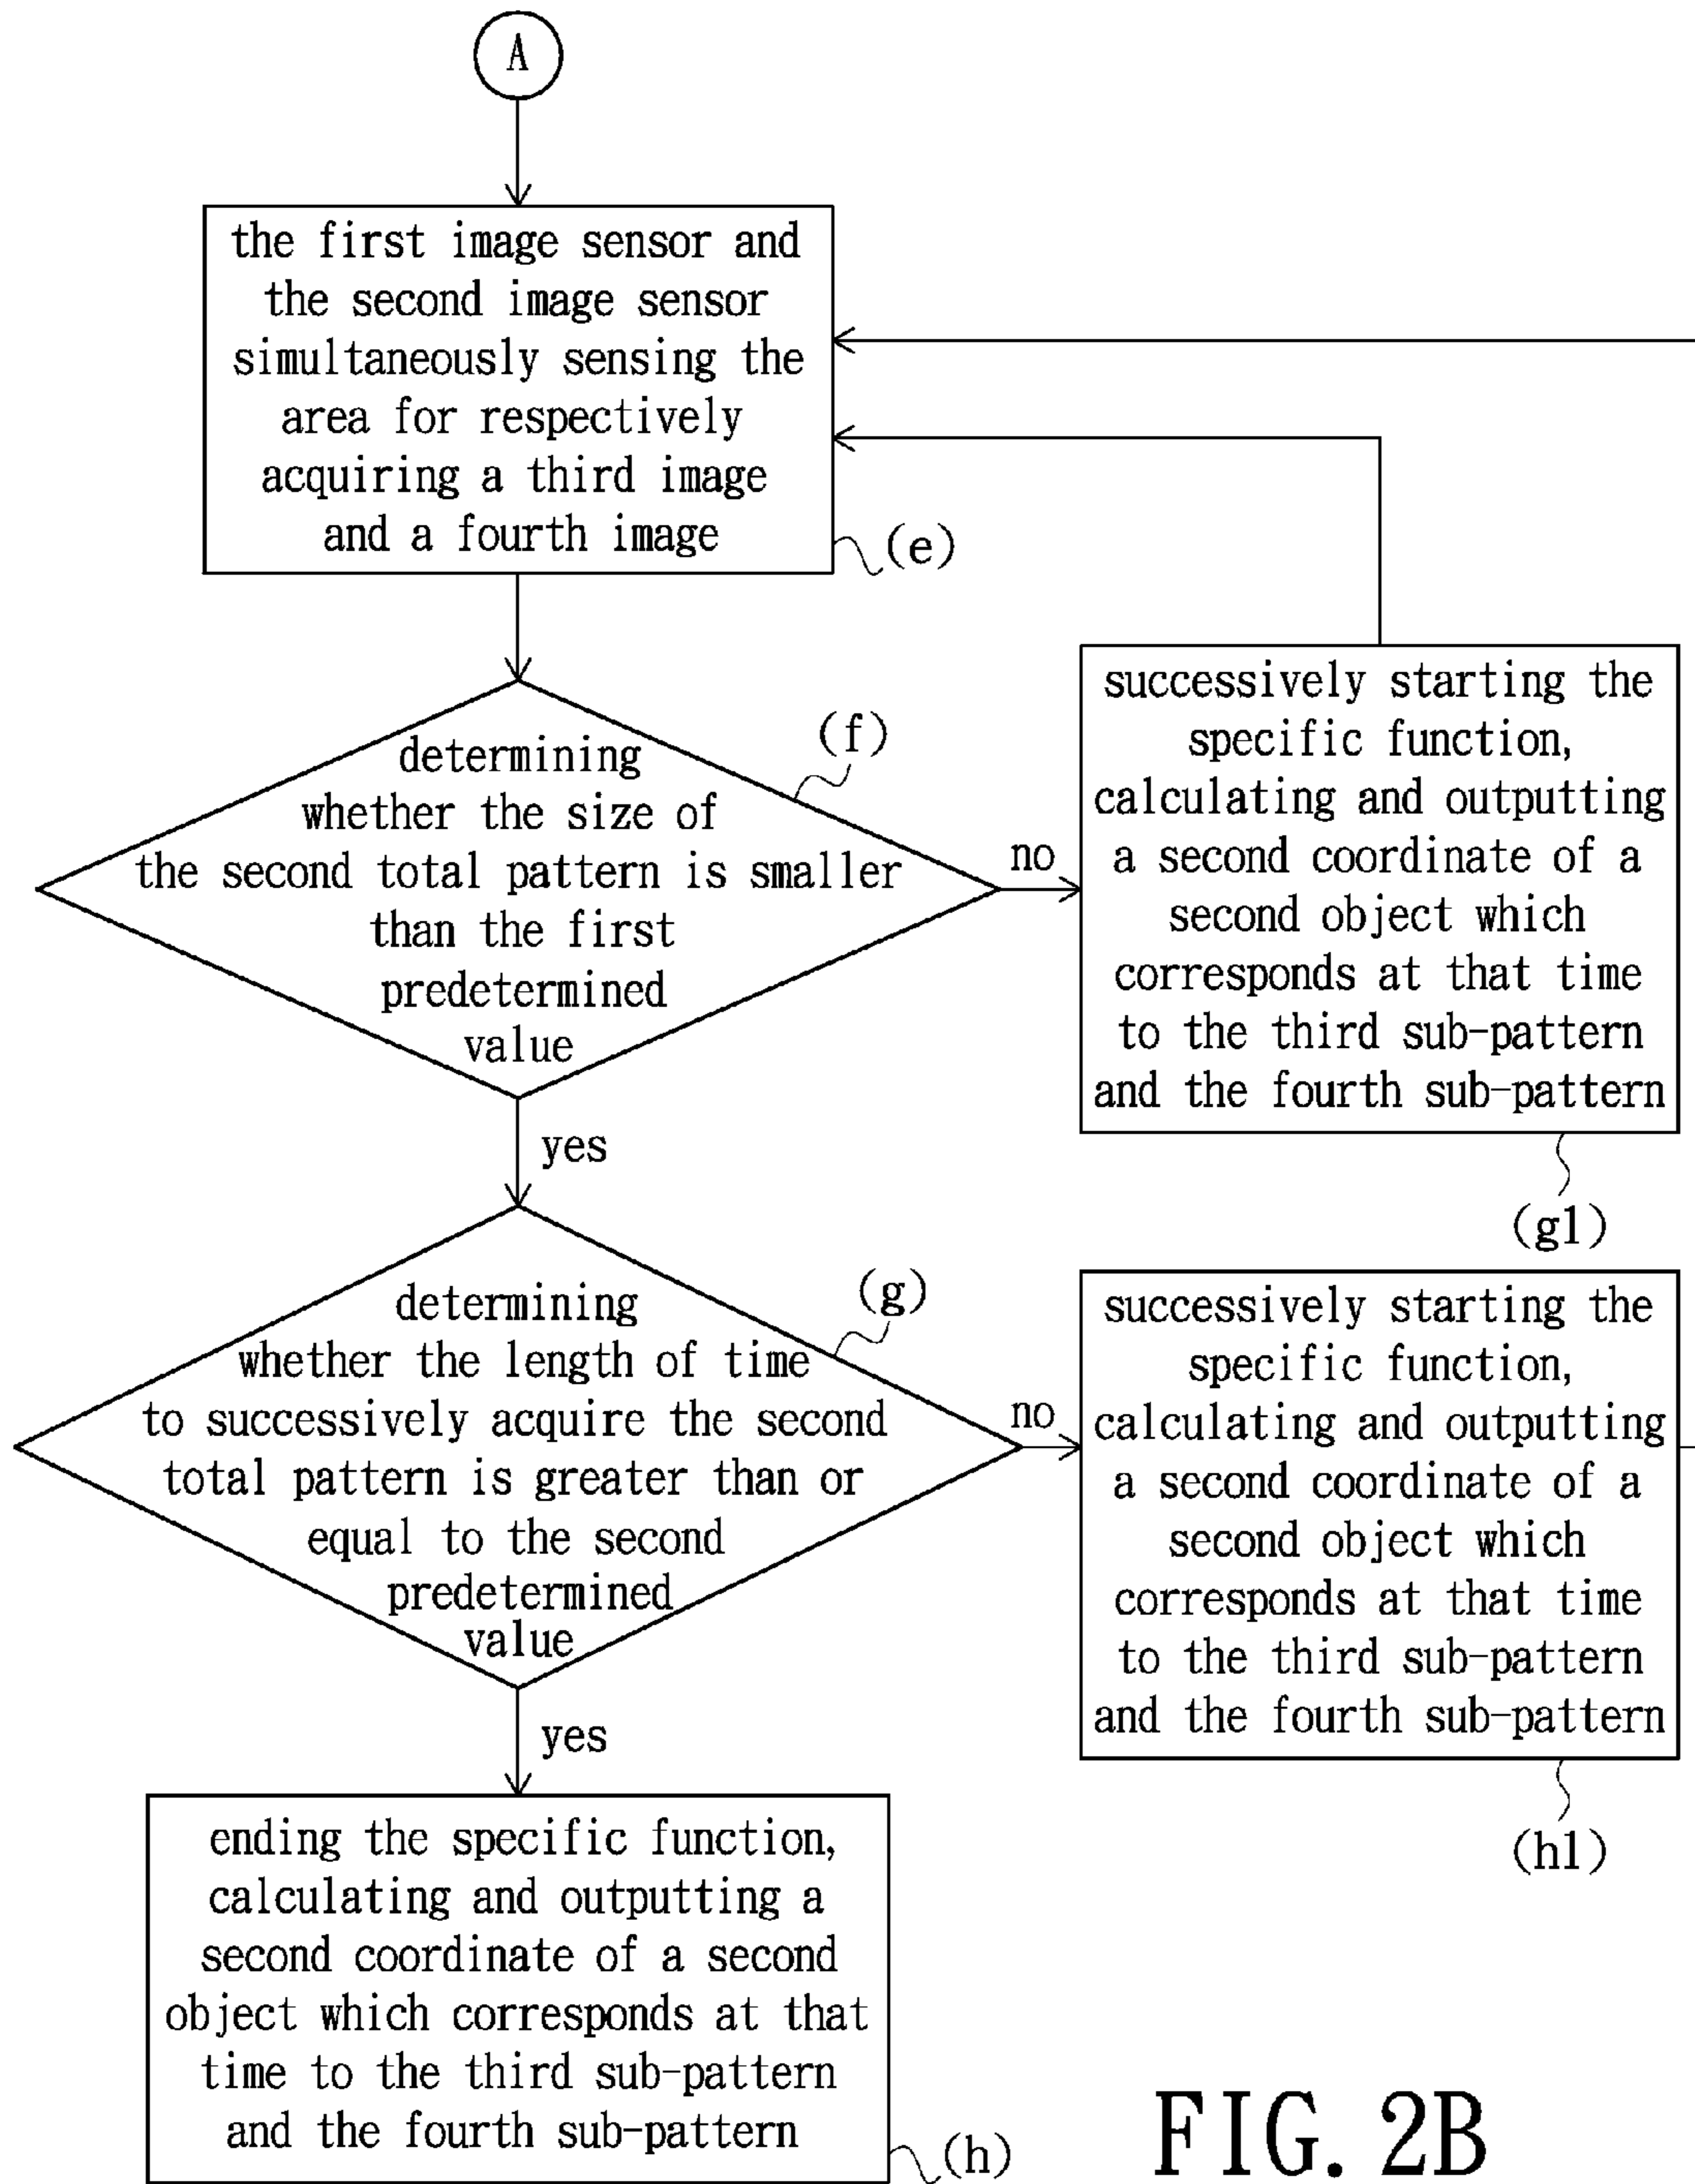 A
the first image sensor and
the second image sensor
simultaneously sensing the
area for respectively
acquiring a third image
and a fourth image
(e)
determining
whether the size of
the second total pattern is smaller
than the first
predetermined
value
(f)
no
successively starting the
specific function,
calculating and outputting
a second coordinate of a
second object which
corresponds at that time
to the third sub-pattern
and the fourth sub-pattern
(g1)
yes
determining
whether the length of time
to successively acquire the second
total pattern is greater than or
equal to the second
predetermined
value
(g)
no
successively starting the
specific function,
calculating and outputting
a second coordinate of a
second object which
corresponds at that time
to the third sub-pattern
and the fourth sub-pattern
(h1)
yes
ending the specific function,
calculating and outputting a
second coordinate of a second
object which corresponds at that
time to the third sub-pattern
and the fourth sub-pattern
(h)
FIG. 2B